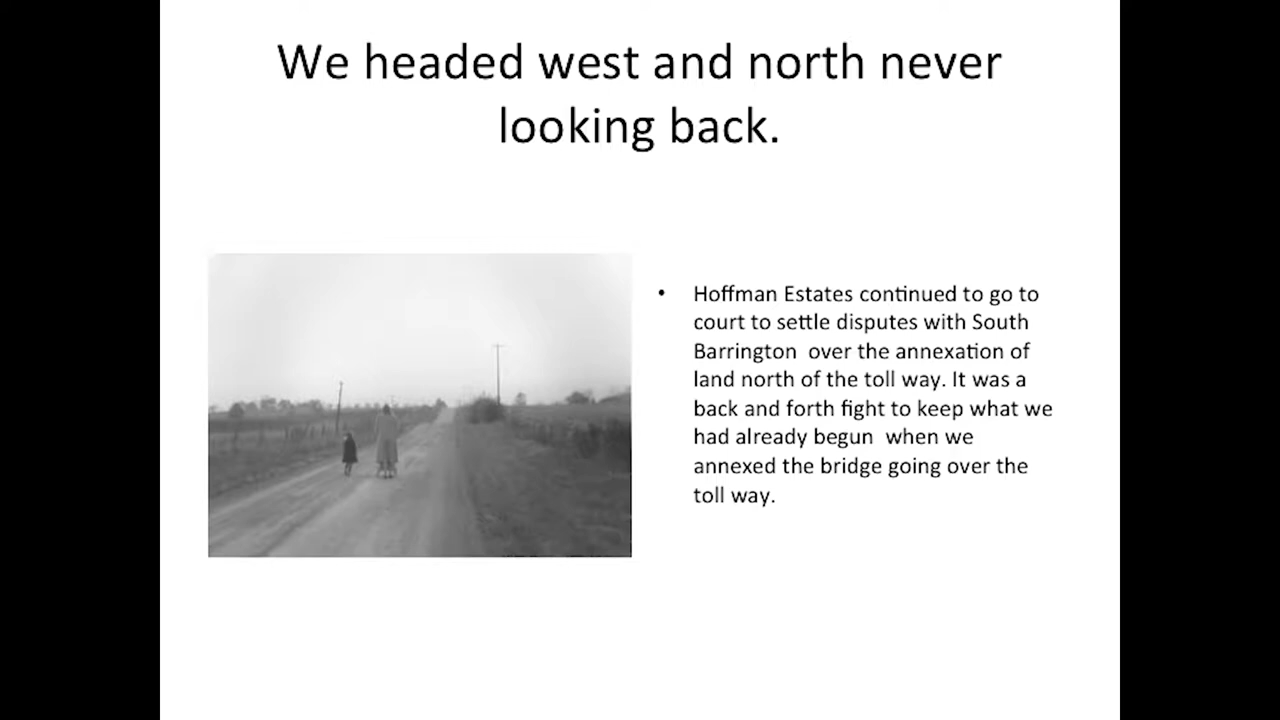 We headed west and north never
looking back.
• Hoffman Estates continued to go to
court to settle disputes with South
Barrington  over the annexation of
land north of the toll way. It was a
back and forth fight to keep what we
had already begun  when we
annexed the bridge going over the
toll way.